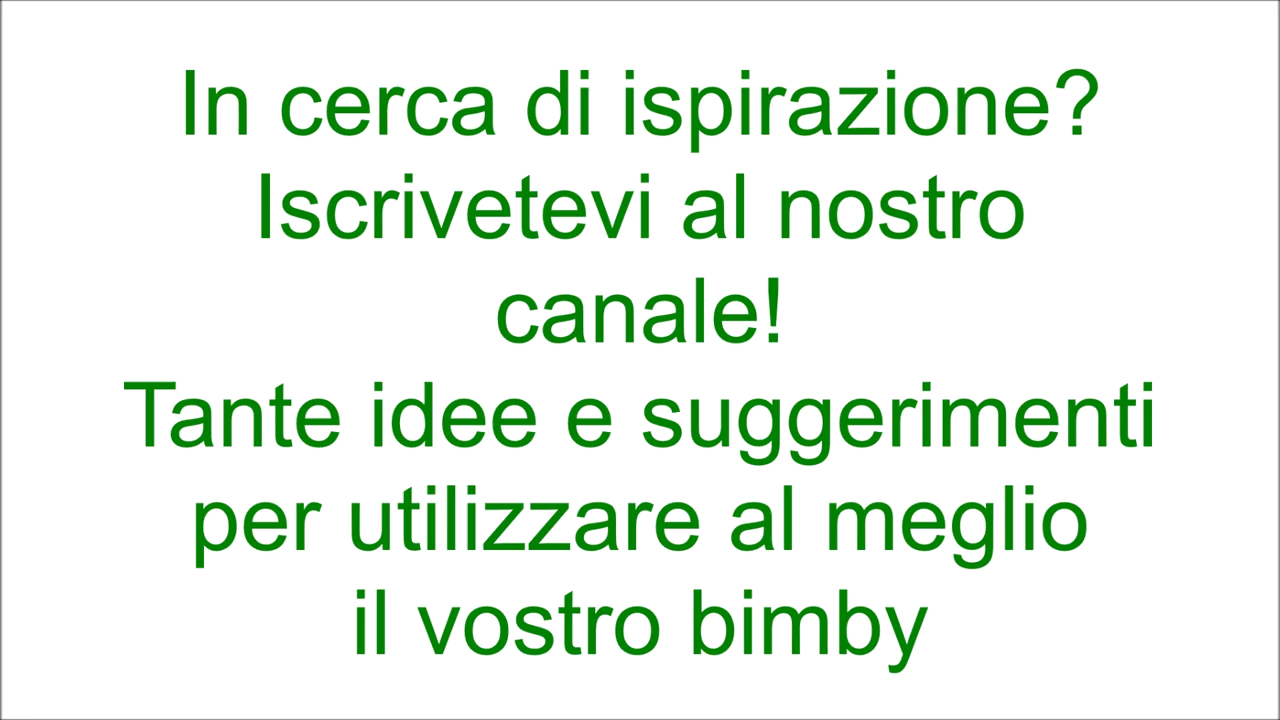 In cerca di ispirazione?
Iscrivetevi al nostro
canale!
Tante idee e suggerimenti
per utilizzare al meglio
il vostro bimby